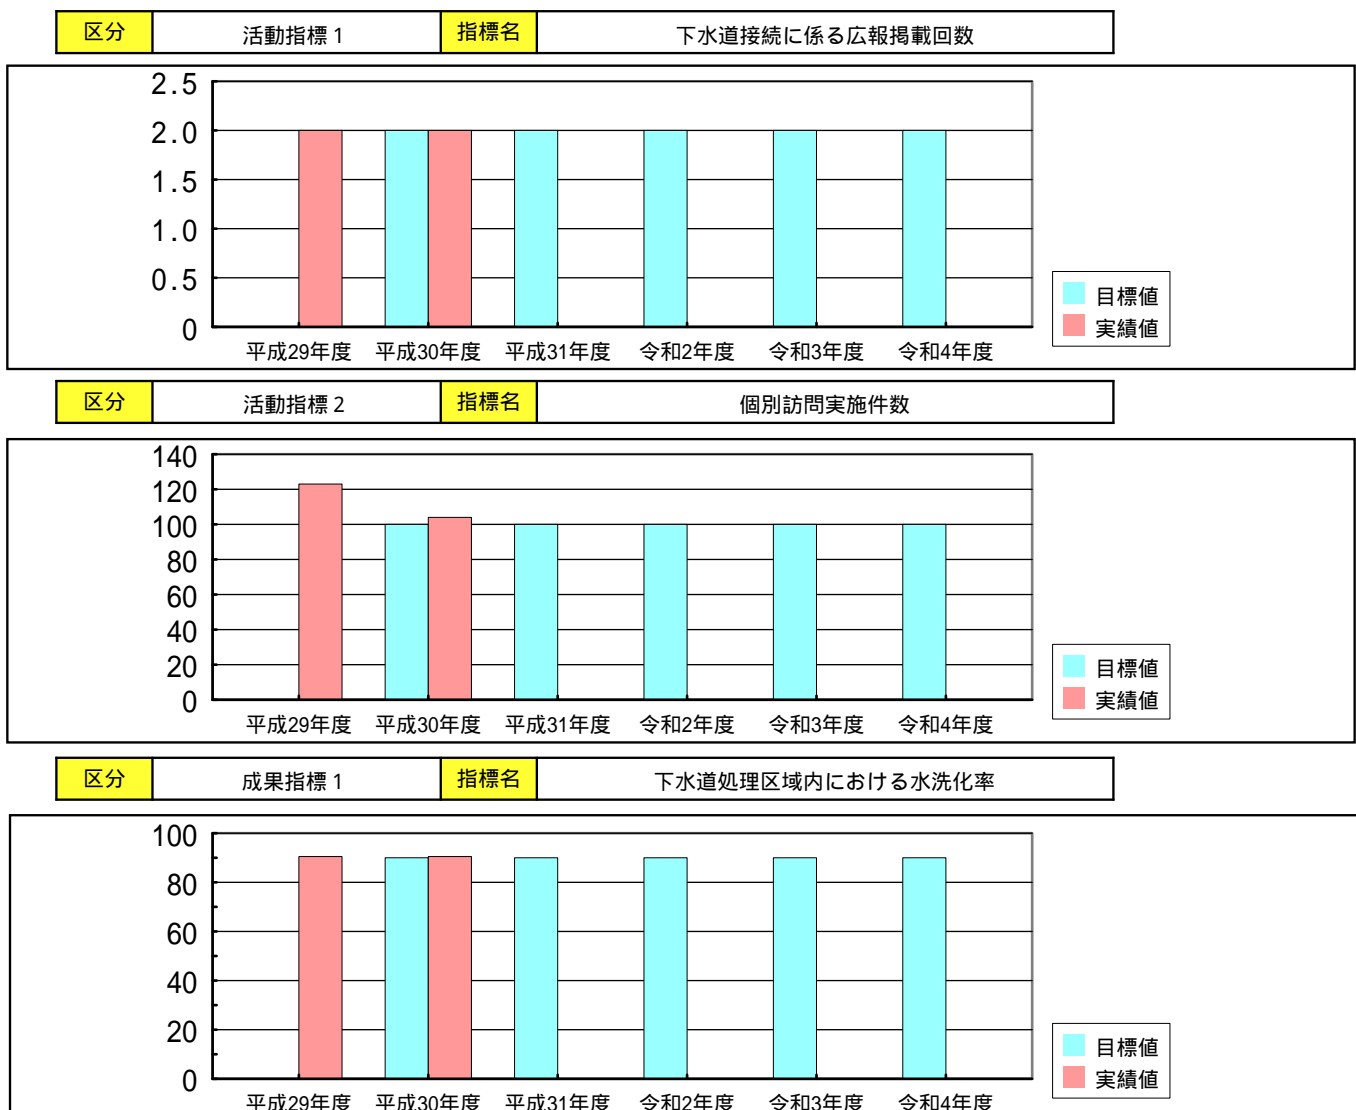 区分 活動指標1 指標名 下水道接続に係る広報掲載回数
2.5
2.0
1.5
1.0
0.5
0
平成29年度 平成30年度 平成31年度 令和2年度 令和3年度 令和4年度
目標値
実績値
区分 活動指標2 指標名 個別訪問実施件数
140
120
100
80
60
40
20
0
平成29年度 平成30年度 平成31年度 令和2年度 令和3年度 令和4年度
目標値
実績値
区分 成果指標1 指標名 下水道処理区域内における水洗化率
100
80
60
40
20
0
平成29年度 平成30年度 平成31年度 令和2年度 令和3年度 令和4年度
目標値
実績値